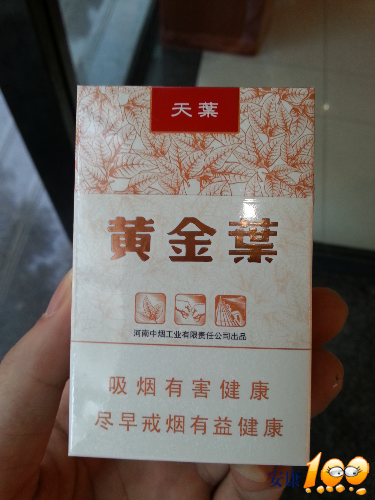 天葉
黄金葉
河南中烟工业有限责任公司出品
吸烟有害健康
尽早戒烟有益健康
安康100